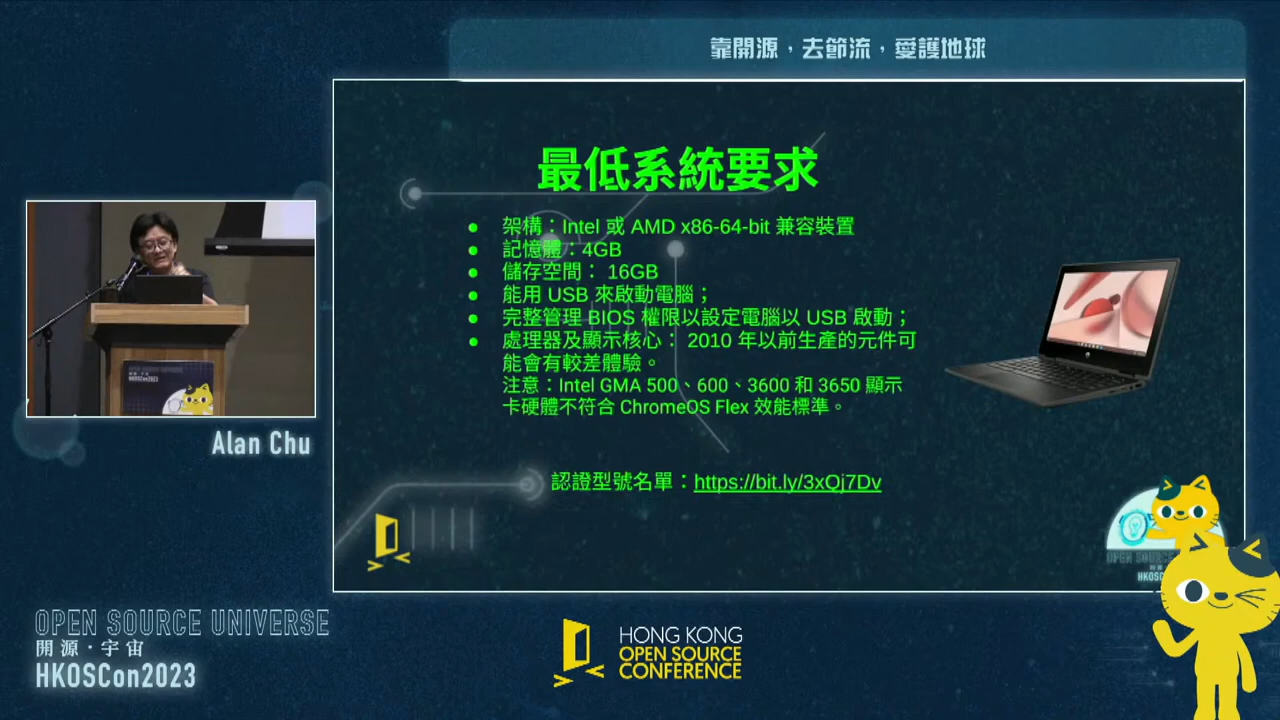 靠開源，去節流，愛護地球
最低系統要求
架構：Intel 或 AMD x86-64-bit 兼容裝置
記憶體：4GB
儲存空間： 16GB
能用 USB 來啟動電腦；
完整管理 BIOS 權限以設定電腦以 USB 啟動；
處理器及顯示核心： 2010 年以前生產的元件可
能會有較差體驗。
注意：Intel GMA 500、600、3600 和 3650 顯示
卡硬體不符合 ChromeOS Flex 效能標準。
認證型號名單：https://bit.ly/3xQj7Dv
HKOSCon2023
Alan Chu
OPEN SOURCE
HKOSC
OPEN SOURCE UNIVERSE
開源·宇宙
HKOSCon2023
HONG KONG
OPEN SOURCE
CONFERENCE